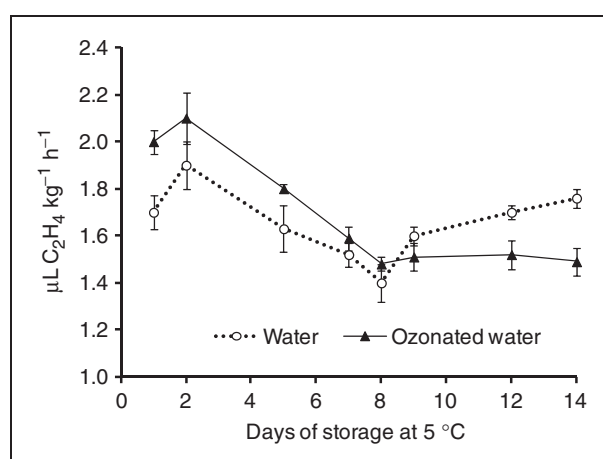 2.4
2.2
2.0
1.8
1.6
1.4
1.2
1.0
μL C₂H₄ kg⁻¹ h⁻¹
Water Ozonated water
0 2 4 6 8 10 12 14
Days of storage at 5 °C